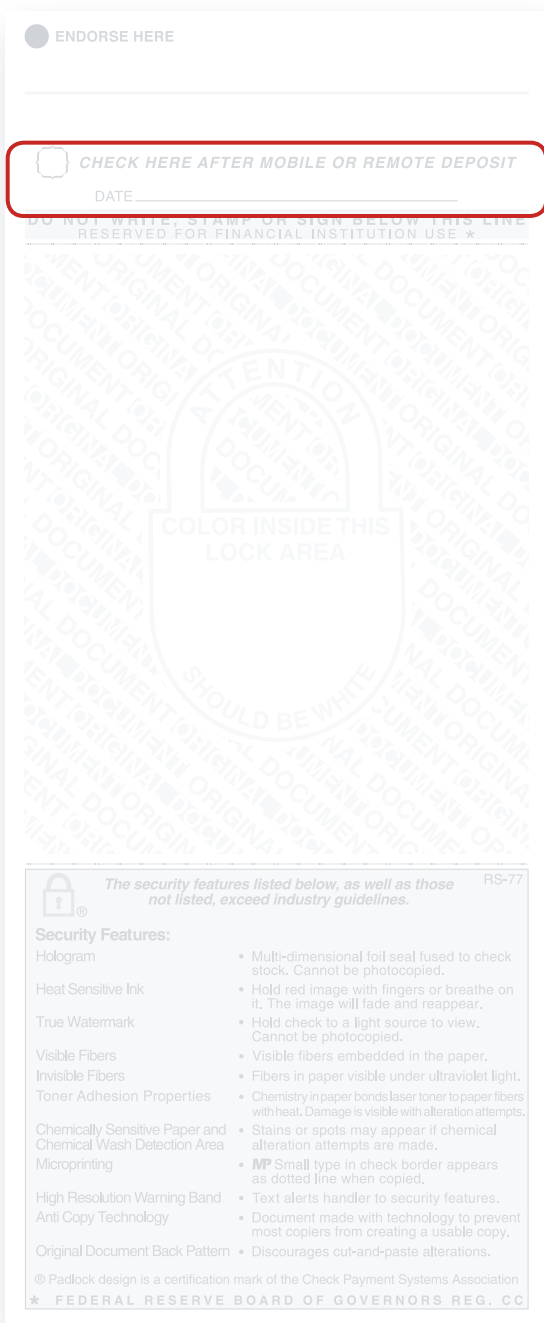 ENDORSE HERE
CHECK HERE AFTER MOBILE OR REMOTE DEPOSIT
DATE
DO NOT WRITE, STAMP OR SIGN BELOW THIS LINE
RESERVED FOR FINANCIAL INSTITUTION USE ★
ATTENTION
COLOR INSIDE THIS
LOCK AREA
SHOULD BE WHITE
ORIGINAL DOCUMENT
RS-77
The security features listed below, as well as those
not listed, exceed industry guidelines.
®
Security Features:
Hologram • Multi-dimensional foil seal fused to check
stock. Cannot be photocopied.
Heat Sensitive Ink • Hold red image with fingers or breathe on
it. The image will fade and reappear.
True Watermark • Hold check to a light source to view.
Cannot be photocopied.
Visible Fibers • Visible fibers embedded in the paper.
Invisible Fibers • Fibers in paper visible under ultraviolet light.
Toner Adhesion Properties • Chemistry in paper bonds laser toner to paper fibers
with heat. Damage is visible with alteration attempts.
Chemically Sensitive Paper and • Stains or spots may appear if chemical
Chemical Wash Detection Area alteration attempts are made.
Microprinting • MP Small type in check border appears
as dotted line when copied.
High Resolution Warning Band • Text alerts handler to security features.
Anti Copy Technology • Document made with technology to prevent
most copiers from creating a usable copy.
Original Document Back Pattern • Discourages cut-and-paste alterations.
® Padlock design is a certification mark of the Check Payment Systems Association
★ FEDERAL RESERVE BOARD OF GOVERNORS REG. CC